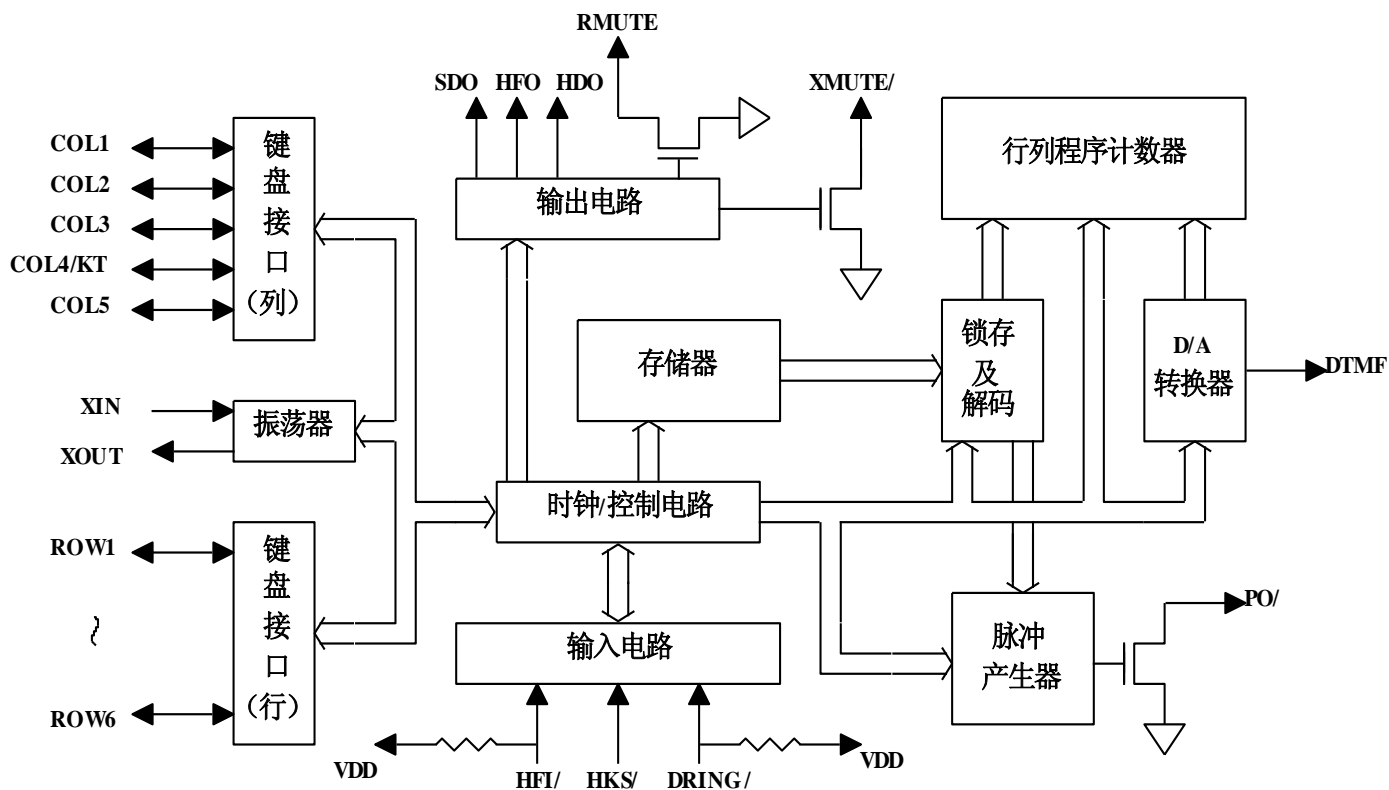 RMUTE
SDO HFO HDO
XMUTE/
COL1
COL2
COL3
COL4/KT
COL5
键
盘
接
口
（列）
输出电路
行列程序计数器
存储器
锁存
及
解码
D/A
转换器
DTMF
XIN
XOUT
振荡器
时钟/控制电路
ROW1
~
ROW6
键
盘
接
口
（行）
输入电路
脉冲
产生器
PO/
VDD
HFI/ HKS/ DRING/
VDD